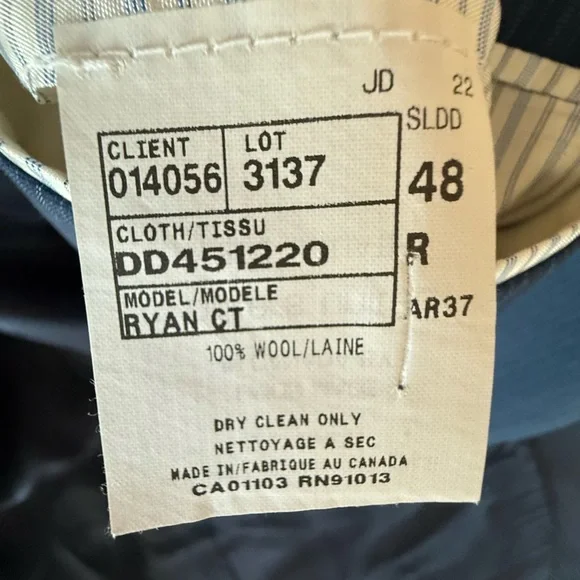 JD 22
SLDD
CLIENT LOT
014056 3137 48
CLOTH/TISSU
DD451220 R
MODEL/MODELE
RYAN CT AR37
100% WOOL/LAINE
DRY CLEAN ONLY
NETTOYAGE A SEC
MADE IN/FABRIQUE AU CANADA
CA01103 RN91013